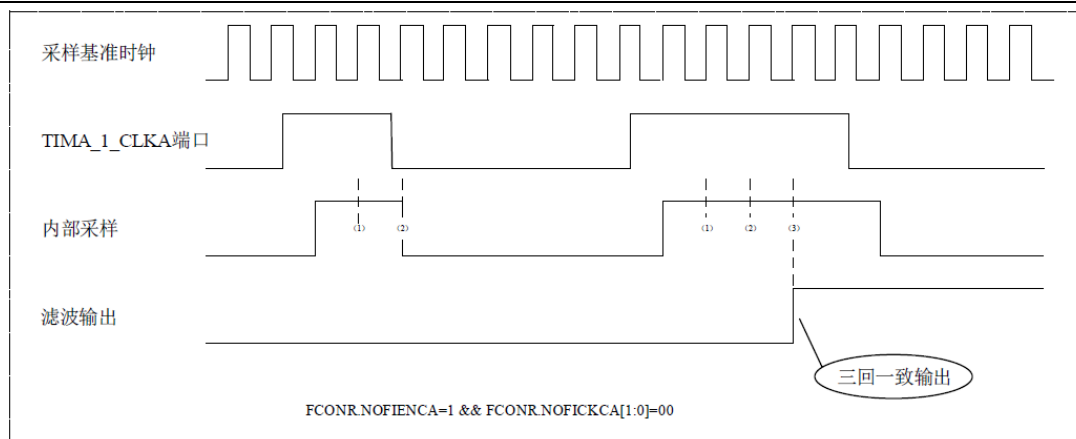 采样基准时钟
TIMA_1_CLKA端口
内部采样
(1) (2) (1) (2) (3)
滤波输出
三回一致输出
FCONR.NOFIENCA=1 && FCONR.NOFICKCA[1:0]=00